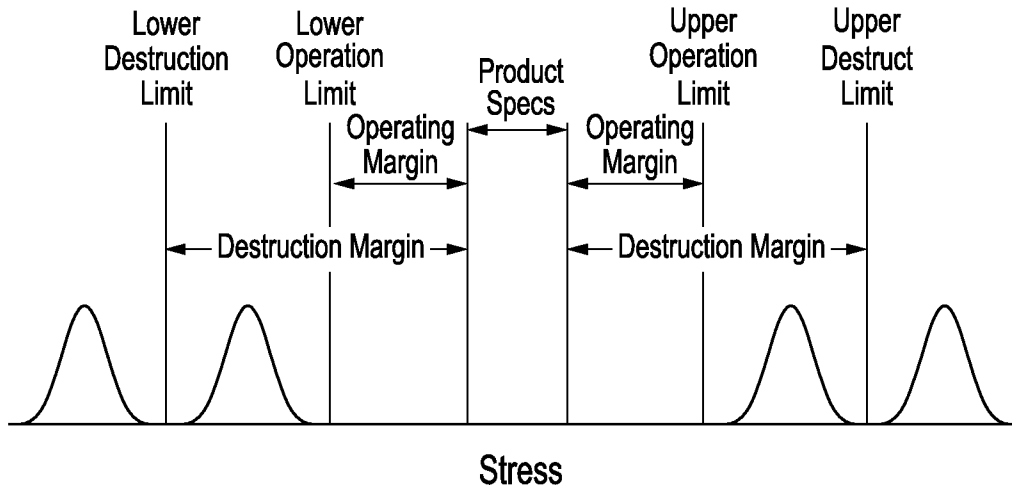 Lower
Destruction
Limit
Lower
Operation
Limit
Product
Specs
Upper
Operation
Limit
Upper
Destruct
Limit
Operating
Margin
Operating
Margin
Destruction Margin
Destruction Margin
Stress